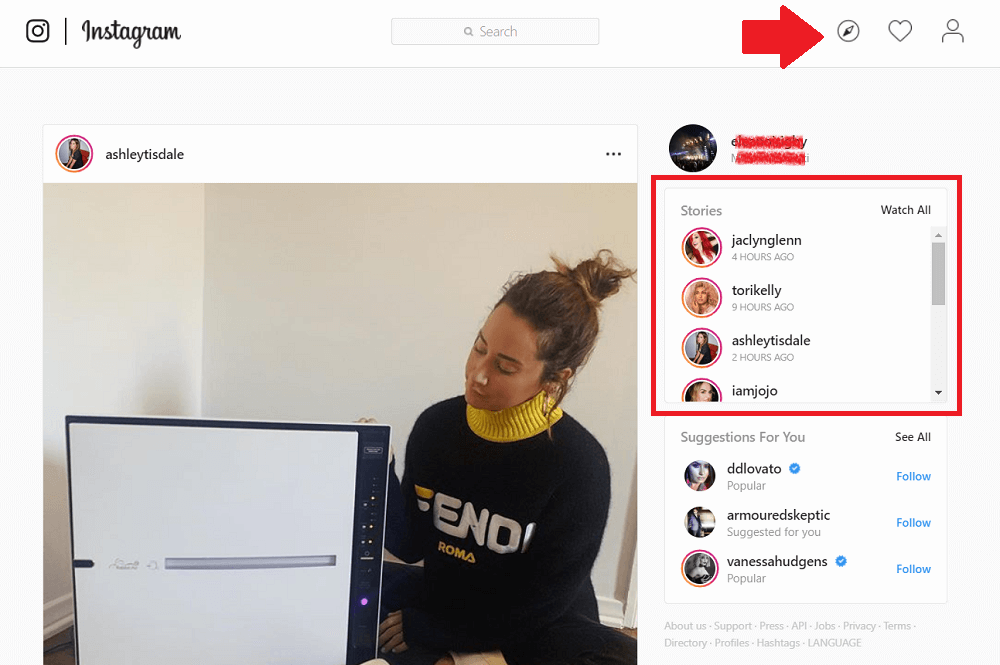 Instagram
Search
ashleytisdale
Stories Watch All
jaclynglenn
4 HOURS AGO
torikelly
9 HOURS AGO
ashleytisdale
2 HOURS AGO
iamjojo
Suggestions For You See All
ddlovato
Popular
Follow
armouredskeptic
Suggested for you
Follow
vanessahudgens
Popular
Follow
FENDI
ROMA
About us · Support · Press · API · Jobs · Privacy · Terms ·
Directory · Profiles · Hashtags · LANGUAGE